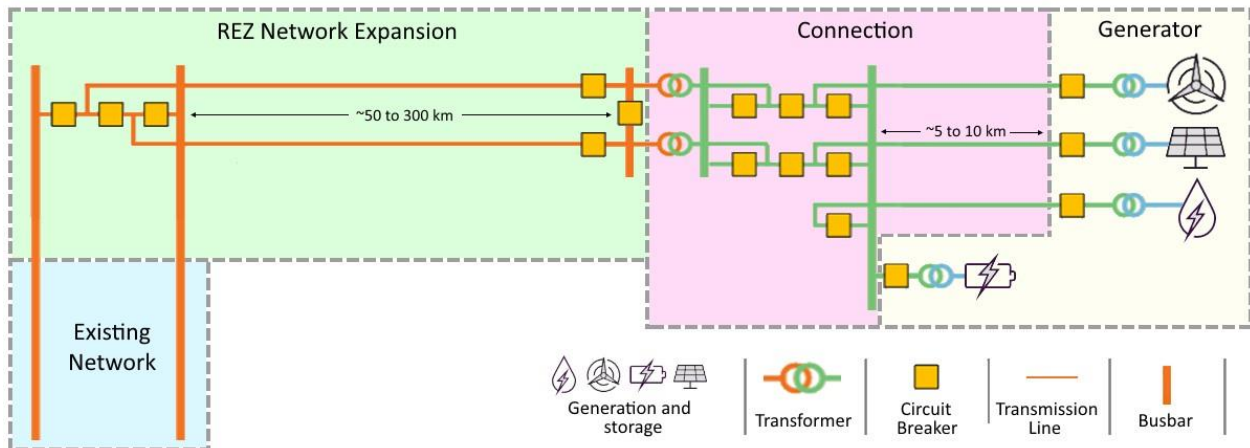 REZ Network Expansion
Connection
Generator
~50 to 300 km
~5 to 10 km
Existing
Network
Generation and
storage
Transformer
Circuit
Breaker
Transmission
Line
Busbar